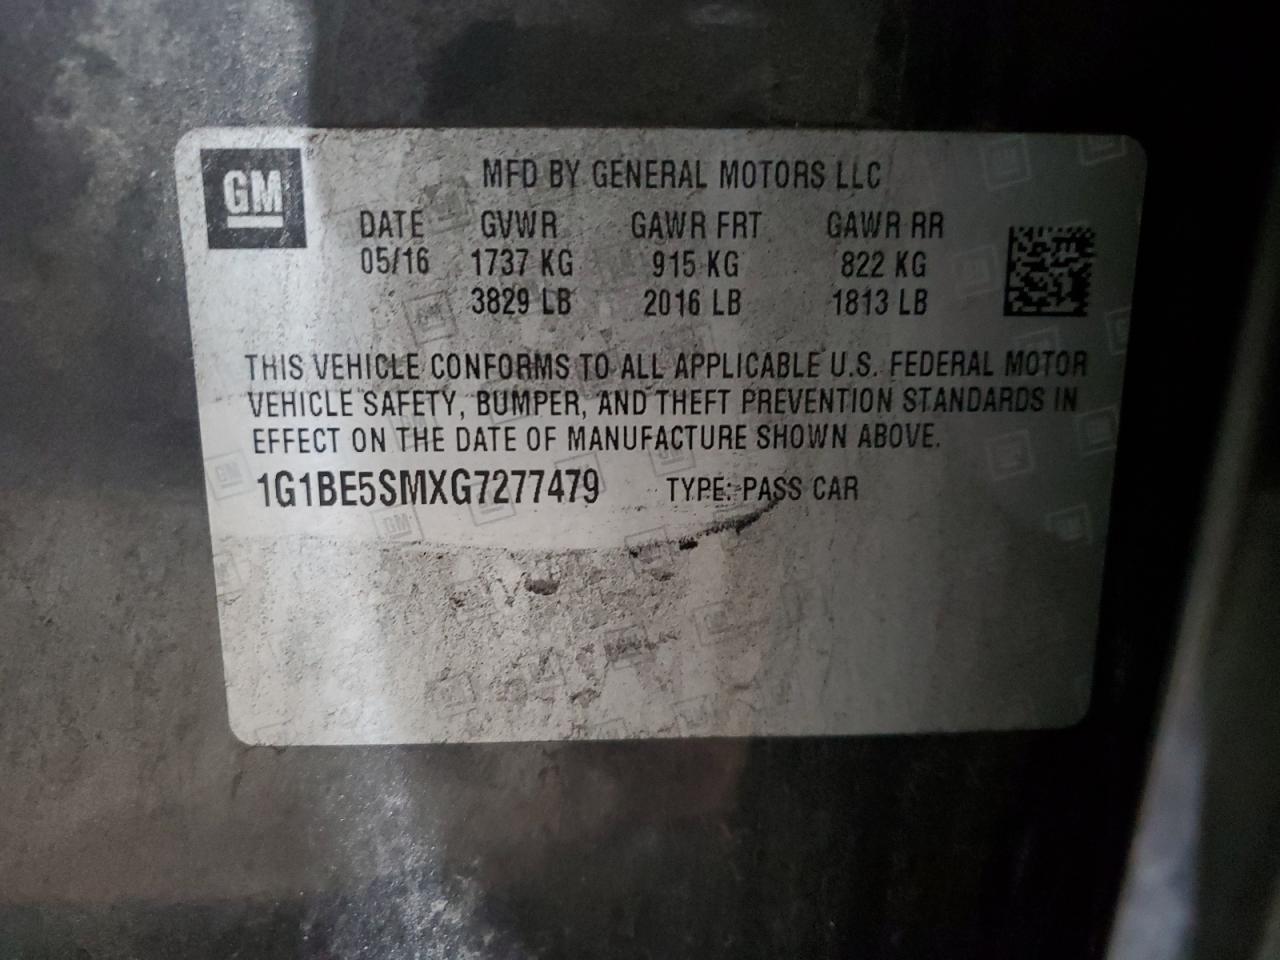 GM
MFD BY GENERAL MOTORS LLC
DATE GVWR GAWR FRT GAWR RR
05/16 1737 KG 915 KG 822 KG
3829 LB 2016 LB 1813 LB
THIS VEHICLE CONFORMS TO ALL APPLICABLE U.S. FEDERAL MOTOR
VEHICLE SAFETY, BUMPER, AND THEFT PREVENTION STANDARDS IN
EFFECT ON THE DATE OF MANUFACTURE SHOWN ABOVE.
1G1BE5SMXG7277479 TYPE: PASS CAR